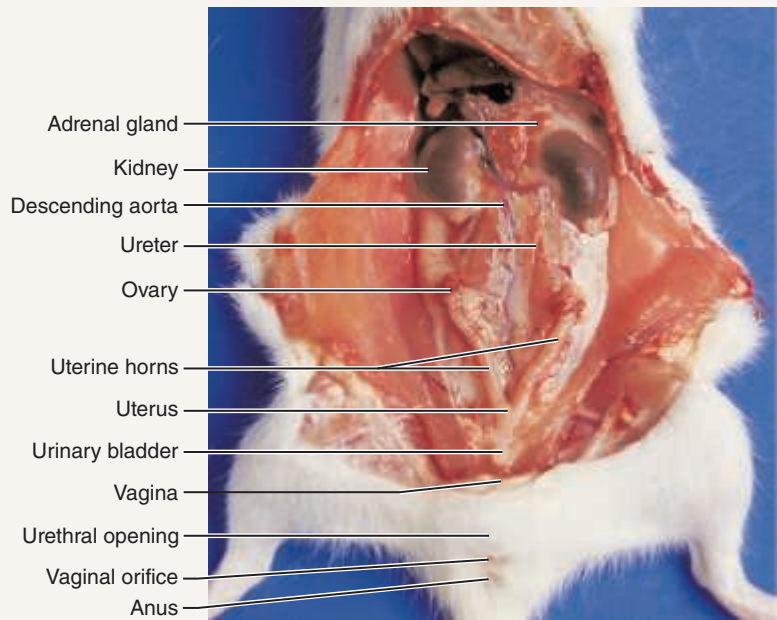 Adrenal gland
Kidney
Descending aorta
Ureter
Ovary
Uterine horns
Uterus
Urinary bladder
Vagina
Urethral opening
Vaginal orifice
Anus